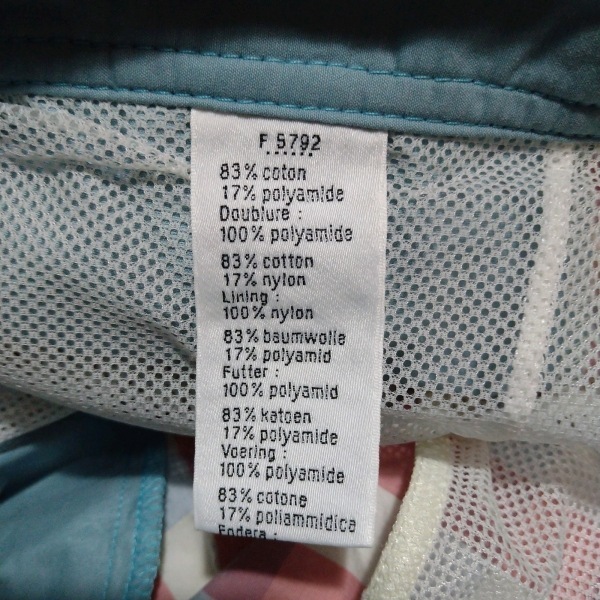 F 5792
83% coton
17% polyamide
Doublure :
100% polyamide
83% cotton
17% nylon
Lining :
100% nylon
83% baumwolle
17% polyamid
Futter :
100% polyamid
83% katoen
17% polyamide
Voering :
100% polyamide
83% cotone
17% poliammidica